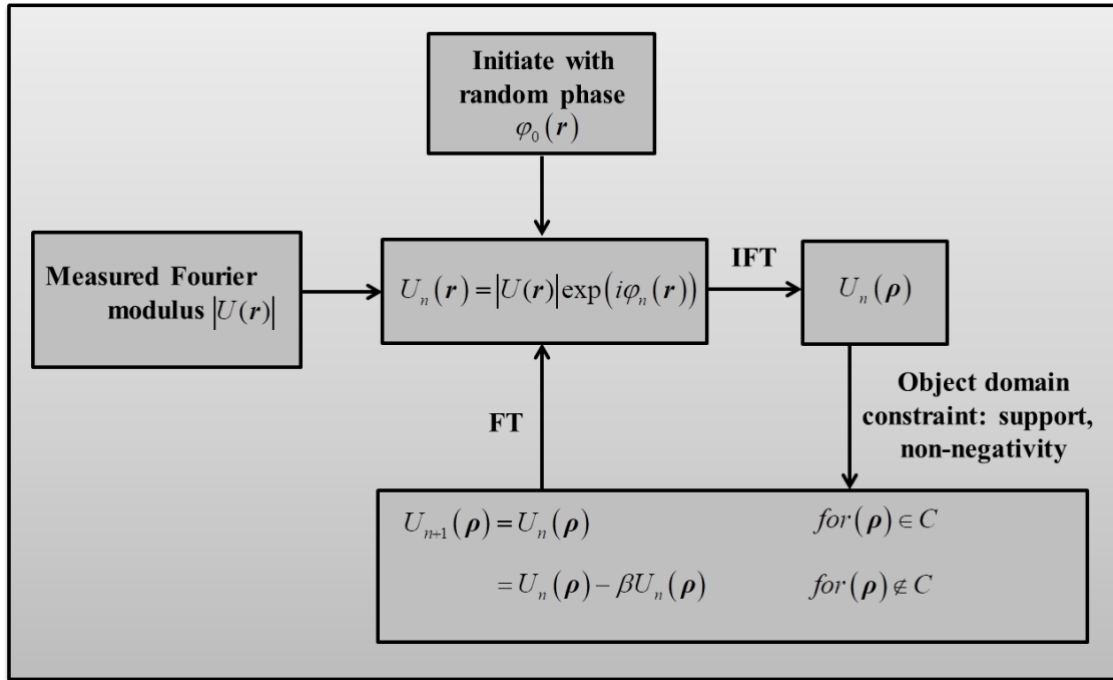 Initiate with
random phase
φ₀(r)
Measured Fourier
modulus |U(r)|
Uₙ(r) = |U(r)| exp(iφₙ(r))
IFT
Uₙ(ρ)
Object domain
constraint: support,
non-negativity
FT
Uₙ₊₁(ρ) = Uₙ(ρ) for(ρ) ∈ C
= Uₙ(ρ) − βUₙ(ρ) for(ρ) ∉ C